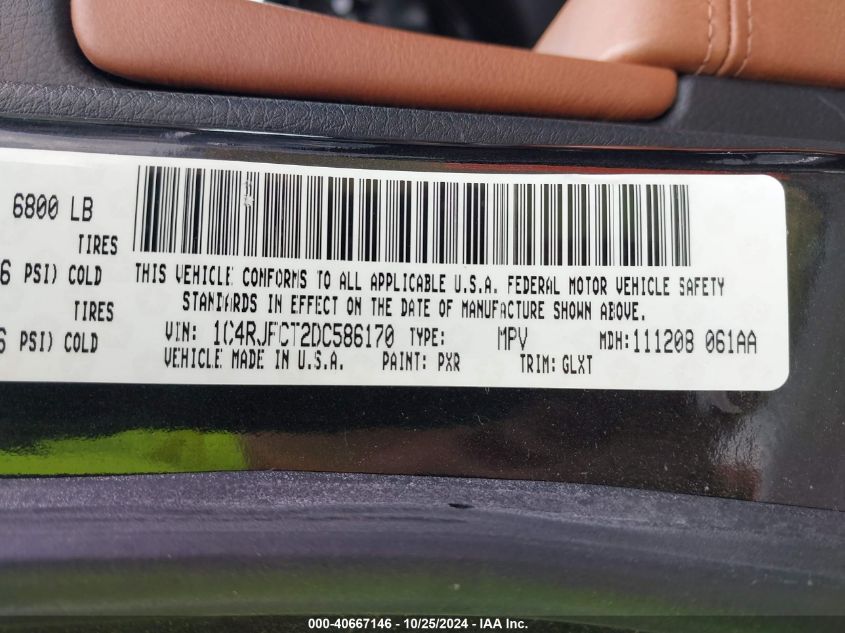 6800 LB
TIRES
6 PSI) COLD
TIRES
6 PSI) COLD
THIS VEHICLE CONFORMS TO ALL APPLICABLE U.S.A. FEDERAL MOTOR VEHICLE SAFETY
STANDARDS IN EFFECT ON THE DATE OF MANUFACTURE SHOWN ABOVE.
VIN: 1C4RJFCT2DC586170 TYPE: MPV MDH:111208 061AA
VEHICLE MADE IN U.S.A. PAINT: PXR TRIM: GLXT
000-40667146 - 10/25/2024 - IAA Inc.